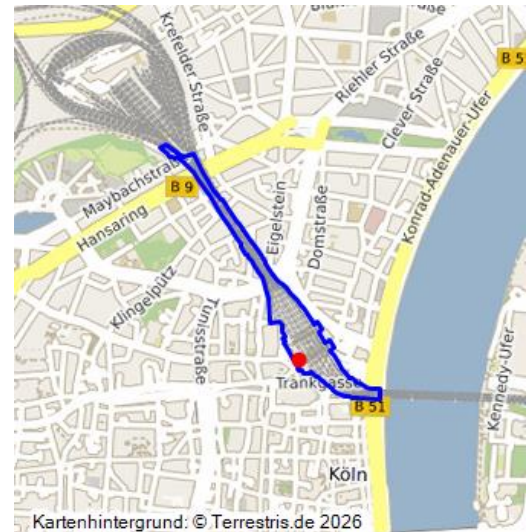 Krefelder Straße
Riehler Straße
B 5
Clever Straße
Konrad-Adenauer-Ufer
Maybachstraße
B 9
Hansaring
Eigelstein
Domstraße
Klingelpütz
Tunisstraße
Trankgasse
B 51
Kennedy-Ufer
Köln
Kartenhintergrund: © Terrestris.de 2026